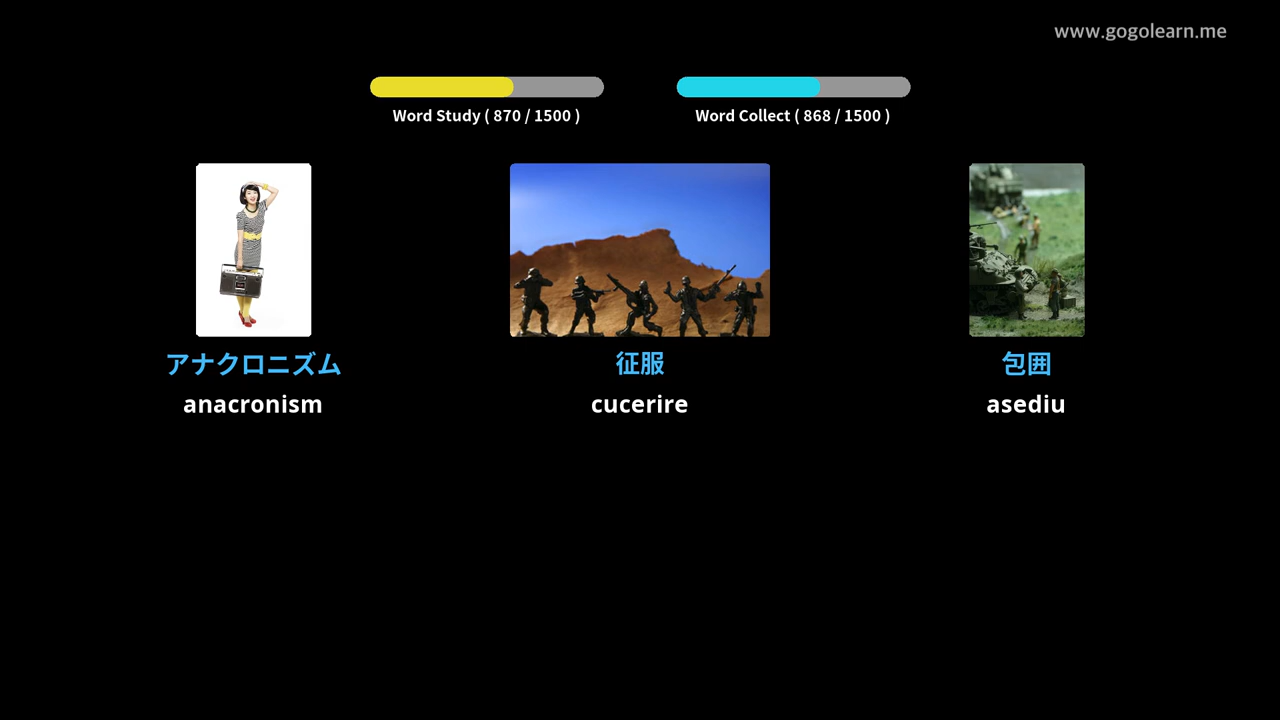 www.gogolearn.me
Word Study ( 870 / 1500 )
Word Collect ( 868 / 1500 )
アナクロニズム
anacronism
征服
cucerire
包囲
asediu